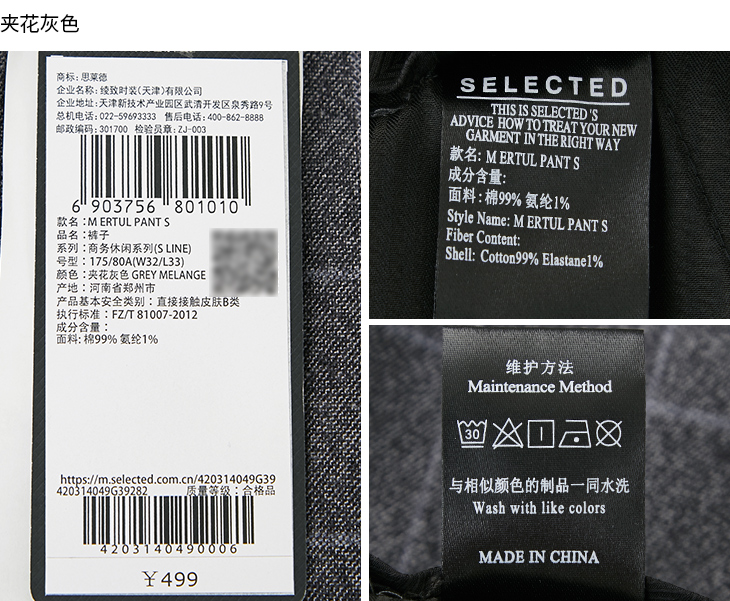 夹花灰色
商标: 思莱德
企业名称: 绫致时装(天津)有限公司
企业地址: 天津新技术产业园区武清开发区泉秀路9号
总机电话: 022-59693333 售后电话: 400-862-8888
邮政编码: 301700 检验员章: ZJ-003
6 903756 801010
款名：M ERTUL PANT S
品名：裤子
系列：商务休闲系列(S LINE)
号型：175/80A(W32/L33)
颜色：夹花灰色 GREY MELANGE
产地：河南省郑州市
产品基本安全类别：直接接触皮肤B类
执行标准：FZ/T 81007-2012
成分含量：
面料: 棉99% 氨纶1%
https://m.selected.com.cn/420314049G39
420314049G39282 质量等级：合格品
4203140490006
￥499
SELECTED
THIS IS SELECTED 'S
ADVICE HOW TO TREAT YOUR NEW
GARMENT IN THE RIGHT WAY
款名: M ERTUL PANT S
成分含量:
面料: 棉99% 氨纶1%
Style Name: M ERTUL PANT S
Fiber Content:
Shell: Cotton99% Elastane1%
维护方法
Maintenance Method
30
与相似颜色的制品一同水洗
Wash with like colors
MADE IN CHINA